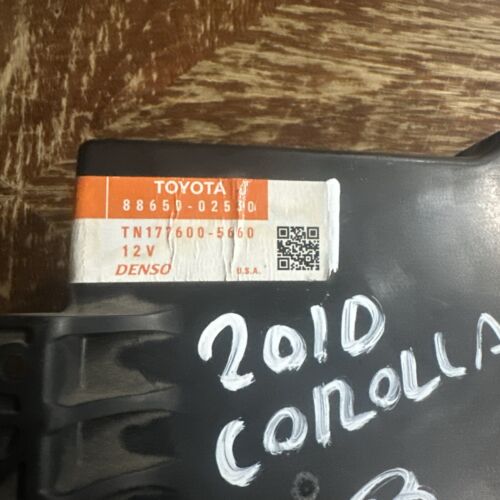 TOYOTA
88650-02530
TN177600-5660
12V
DENSO U.S.A.
2010
COROLLA